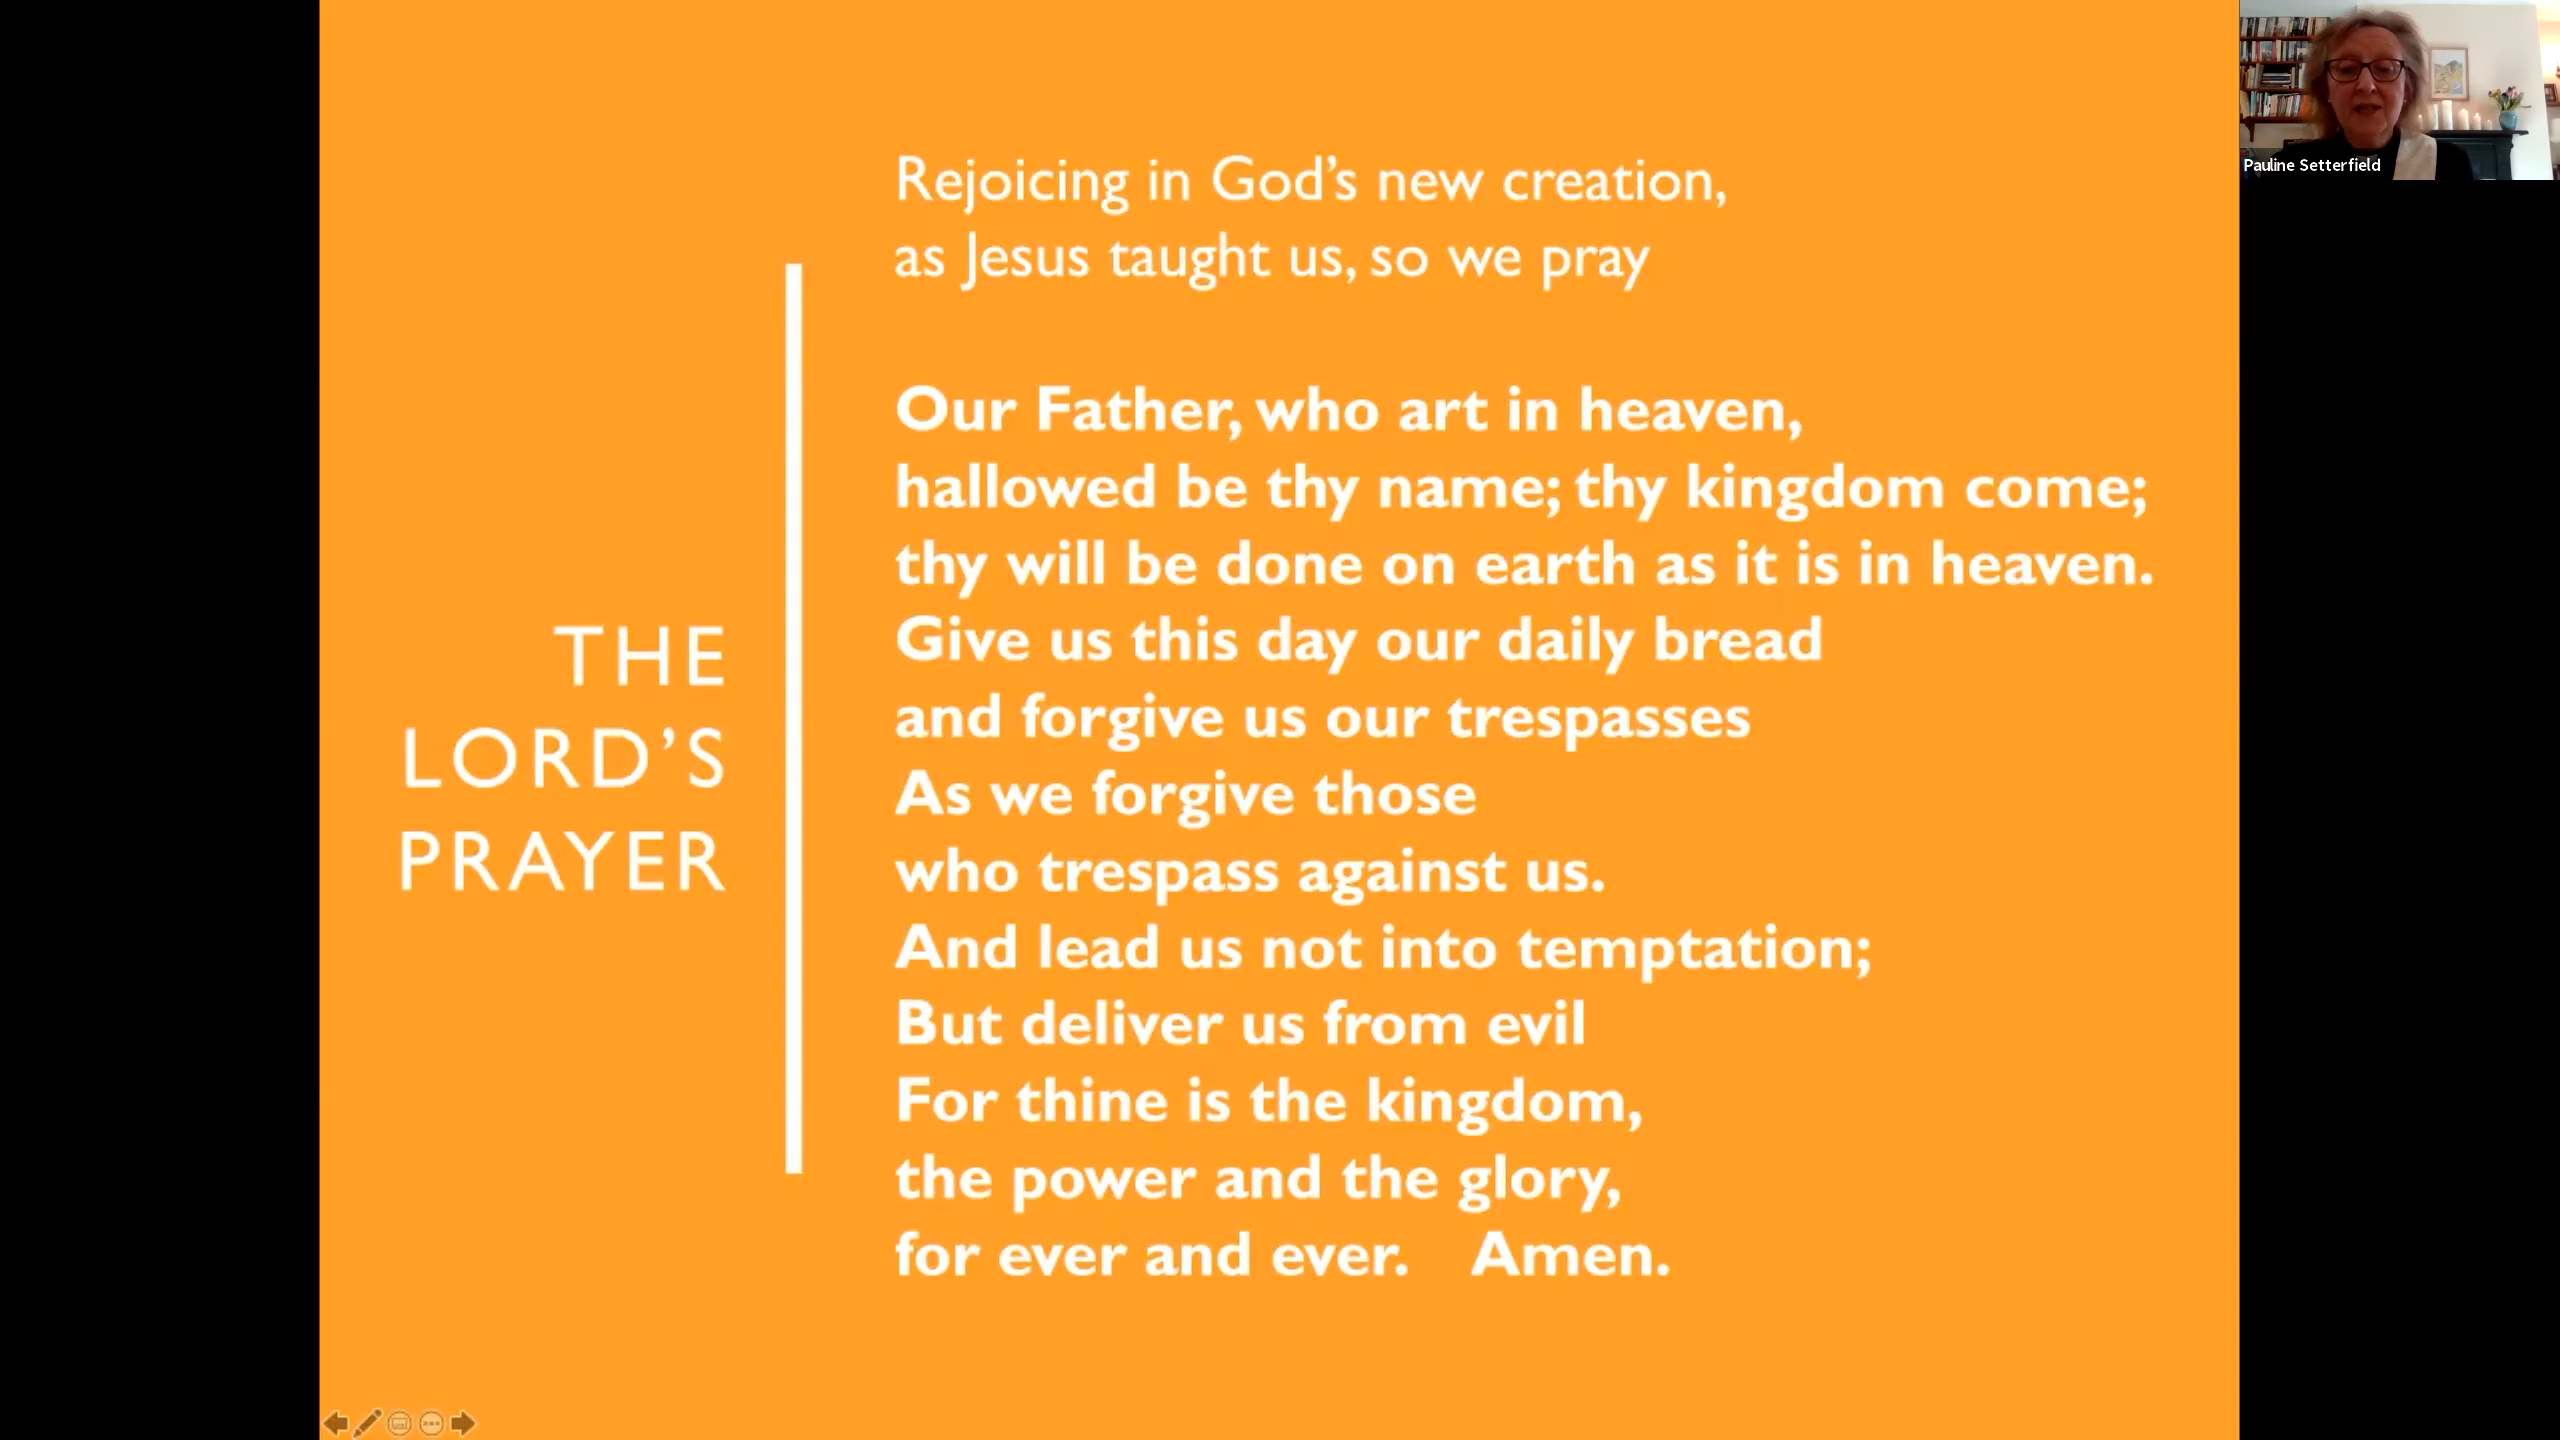 THE
LORD’S
PRAYER
Rejoicing in God’s new creation,
as Jesus taught us, so we pray
Our Father, who art in heaven,
hallowed be thy name; thy kingdom come;
thy will be done on earth as it is in heaven.
Give us this day our daily bread
and forgive us our trespasses
As we forgive those
who trespass against us.
And lead us not into temptation;
But deliver us from evil
For thine is the kingdom,
the power and the glory,
for ever and ever. Amen.
Pauline Setterfield